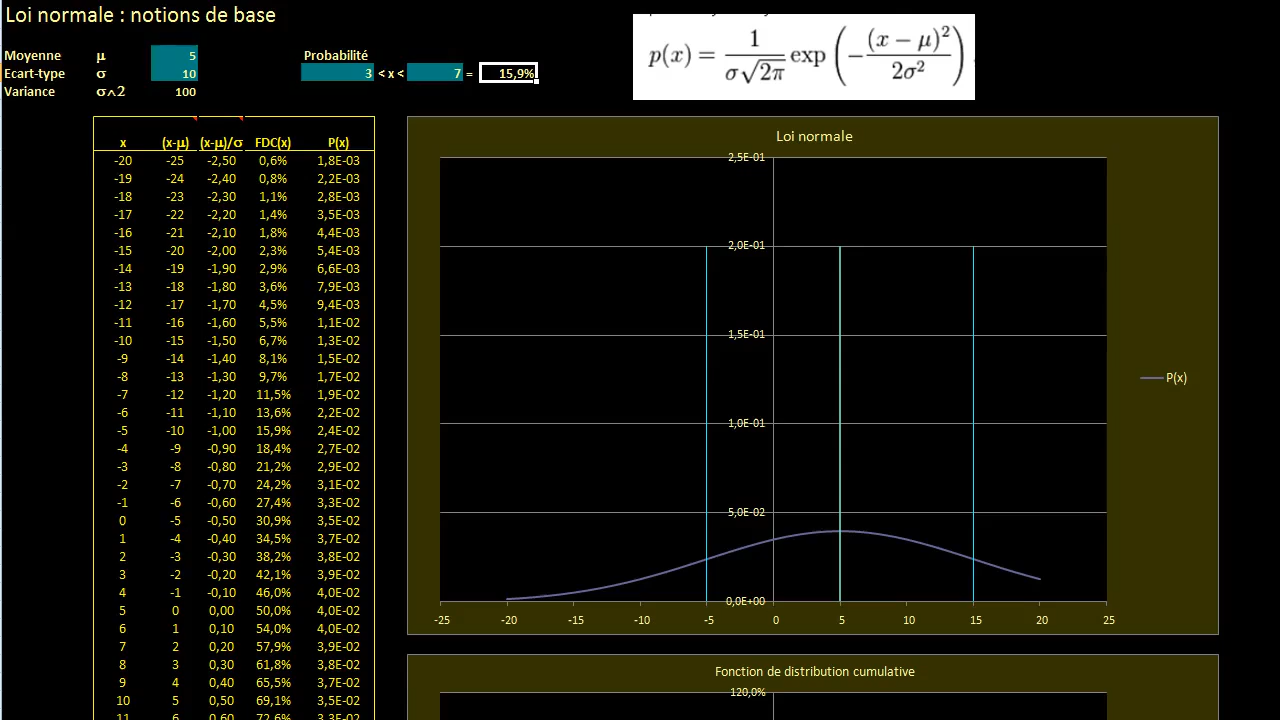 Loi normale : notions de base
Moyenne μ 5 Probabilité
Ecart-type σ 10 3 < x < 7 = 15,9%
Variance σ^2 100
p(x) = 1 / σ√2π exp (−(x − μ)² / 2σ²)
x (x-μ) (x-μ)/σ FDC(x) P(x)
-20 -25 -2,50 0,6% 1,8E-03
-19 -24 -2,40 0,8% 2,2E-03
-18 -23 -2,30 1,1% 2,8E-03
-17 -22 -2,20 1,4% 3,5E-03
-16 -21 -2,10 1,8% 4,4E-03
-15 -20 -2,00 2,3% 5,4E-03
-14 -19 -1,90 2,9% 6,6E-03
-13 -18 -1,80 3,6% 7,9E-03
-12 -17 -1,70 4,5% 9,4E-03
-11 -16 -1,60 5,5% 1,1E-02
-10 -15 -1,50 6,7% 1,3E-02
-9 -14 -1,40 8,1% 1,5E-02
-8 -13 -1,30 9,7% 1,7E-02
-7 -12 -1,20 11,5% 1,9E-02
-6 -11 -1,10 13,6% 2,2E-02
-5 -10 -1,00 15,9% 2,4E-02
-4 -9 -0,90 18,4% 2,7E-02
-3 -8 -0,80 21,2% 2,9E-02
-2 -7 -0,70 24,2% 3,1E-02
-1 -6 -0,60 27,4% 3,3E-02
0 -5 -0,50 30,9% 3,5E-02
1 -4 -0,40 34,5% 3,7E-02
2 -3 -0,30 38,2% 3,8E-02
3 -2 -0,20 42,1% 3,9E-02
4 -1 -0,10 46,0% 4,0E-02
5 0 0,00 50,0% 4,0E-02
6 1 0,10 54,0% 4,0E-02
7 2 0,20 57,9% 3,9E-02
8 3 0,30 61,8% 3,8E-02
9 4 0,40 65,5% 3,7E-02
10 5 0,50 69,1% 3,5E-02
11 6 0,60 72,6% 3,3E-02
Loi normale
2,5E-01
2,0E-01
1,5E-01
1,0E-01
5,0E-02
0,0E+00
-25 -20 -15 -10 -5 0 5 10 15 20 25
P(x)
Fonction de distribution cumulative
120,0%